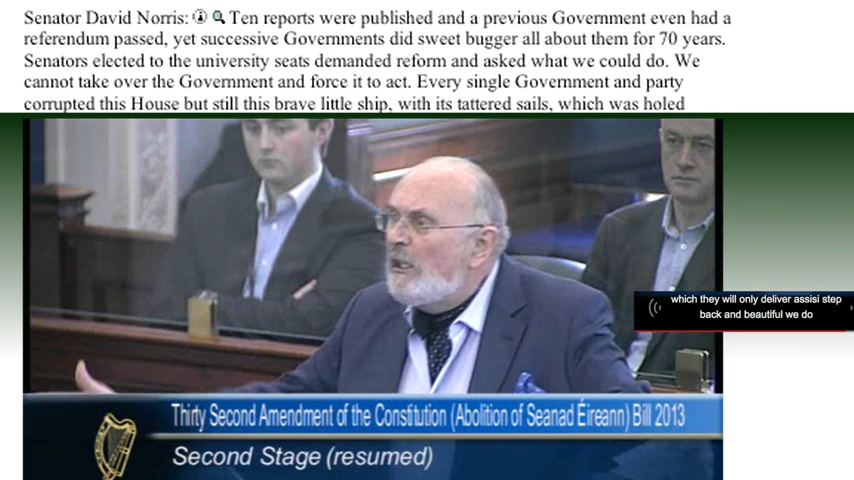 Senator David Norris: Ten reports were published and a previous Government even had a
referendum passed, yet successive Governments did sweet bugger all about them for 70 years.
Senators elected to the university seats demanded reform and asked what we could do. We
cannot take over the Government and force it to act. Every single Government and party
corrupted this House but still this brave little ship, with its tattered sails, which was holed
which they will only deliver assisi step
back and beautiful we do
Thirty Second Amendment of the Constitution (Abolition of Seanad Éireann) Bill 2013
Second Stage (resumed)